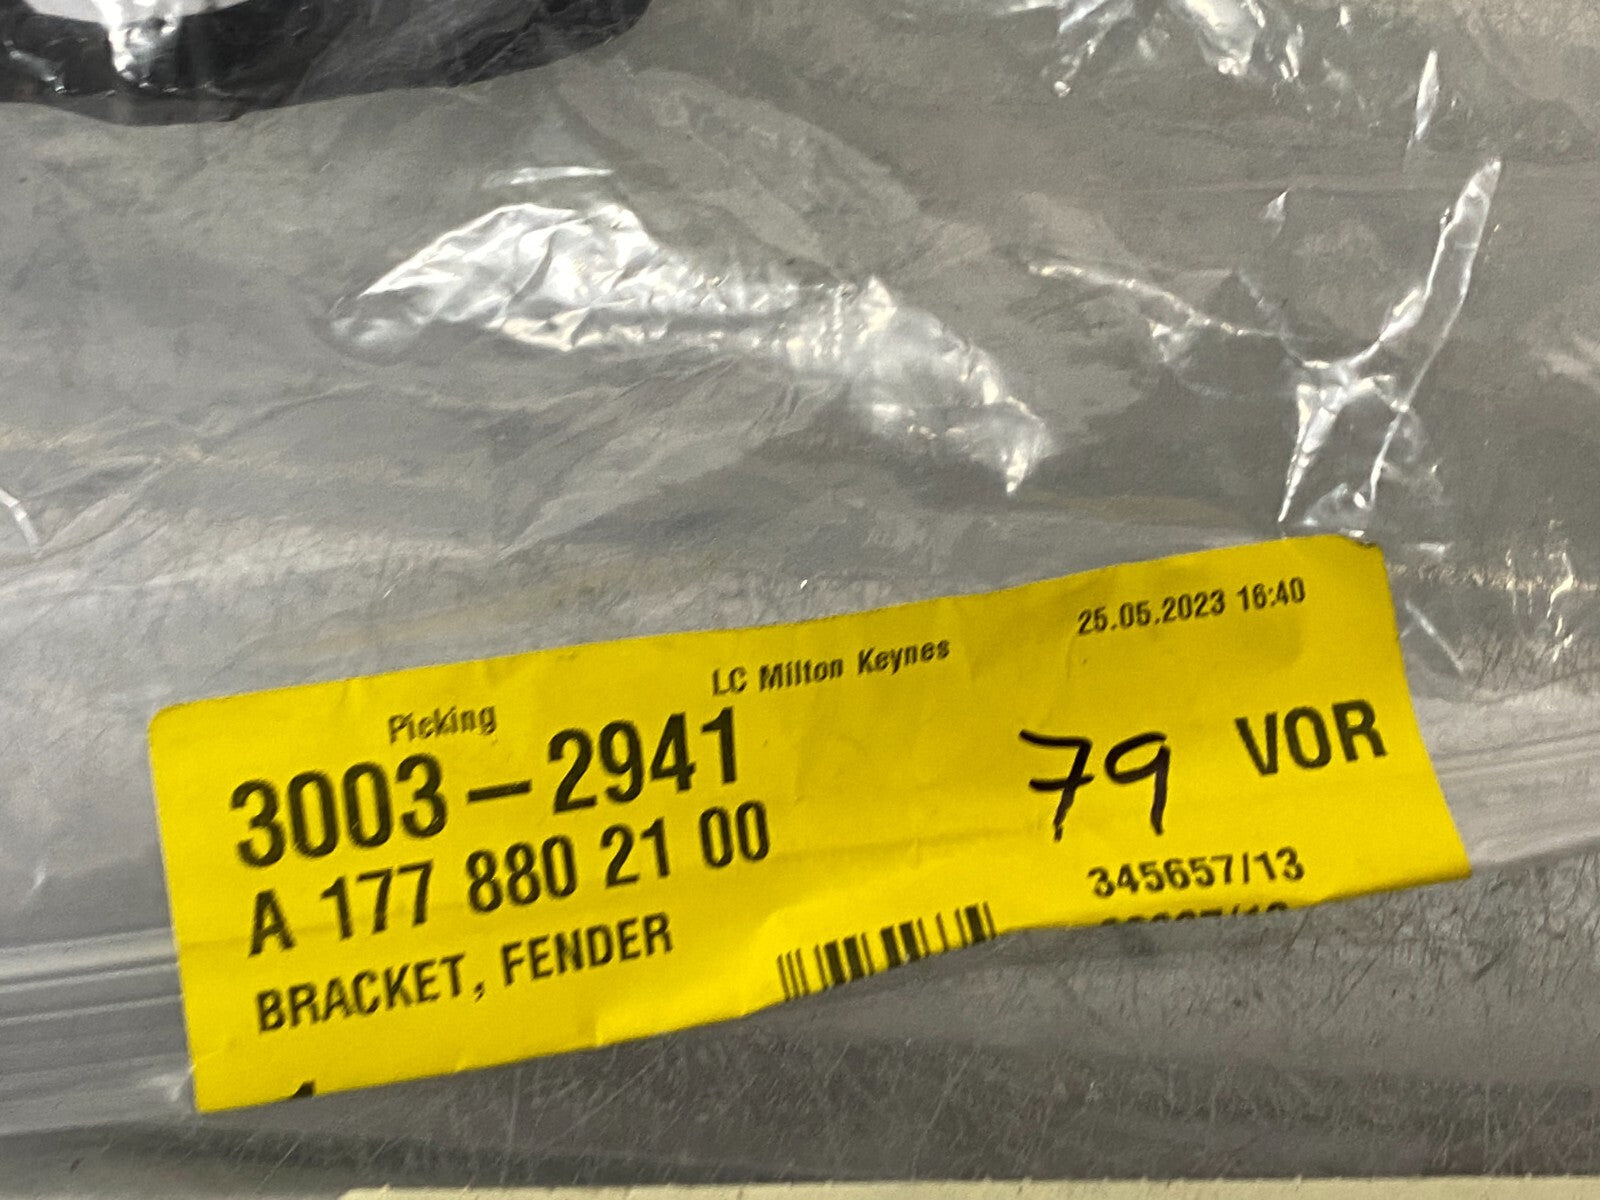 LC Milton Keynes
25.05.2023 16:40
Picking
3003-2941
79
VOR
A 177 880 21 00
345657/13
BRACKET, FENDER